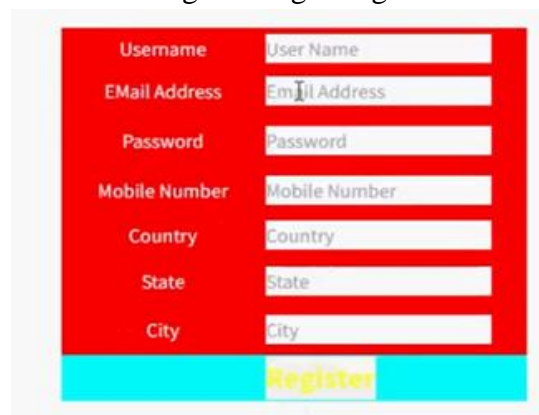 Username User Name
EMail Address Email Address
Password Password
Mobile Number Mobile Number
Country Country
State State
City City
Register